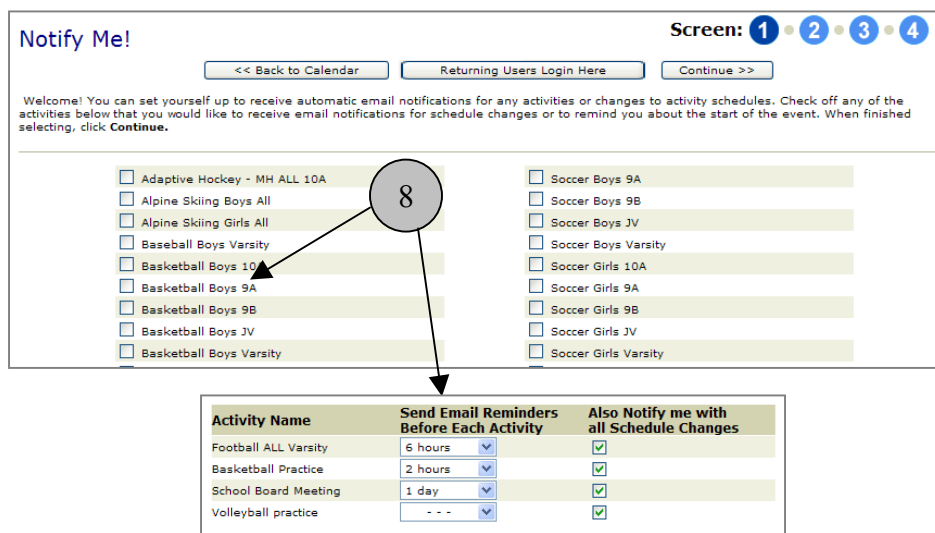 Notify Me!
Screen: 1 2 3 4
<< Back to Calendar
Returning Users Login Here
Continue >>
Welcome! You can set yourself up to receive automatic email notifications for any activities or changes to activity schedules. Check off any of the
activities below that you would like to receive email notifications for schedule changes or to remind you about the start of the event. When finished
selecting, click Continue.
Adaptive Hockey - MH ALL 10A
Alpine Skiing Boys All
Alpine Skiing Girls All
Baseball Boys Varsity
Basketball Boys 10A
Basketball Boys 9A
Basketball Boys 9B
Basketball Boys JV
Basketball Boys Varsity
8
Soccer Boys 9A
Soccer Boys 9B
Soccer Boys JV
Soccer Boys Varsity
Soccer Girls 10A
Soccer Girls 9A
Soccer Girls 9B
Soccer Girls JV
Soccer Girls Varsity
Activity Name
Send Email Reminders
Before Each Activity
Also Notify me with
all Schedule Changes
Football ALL Varsity 6 hours
Basketball Practice 2 hours
School Board Meeting 1 day
Volleyball practice - - -